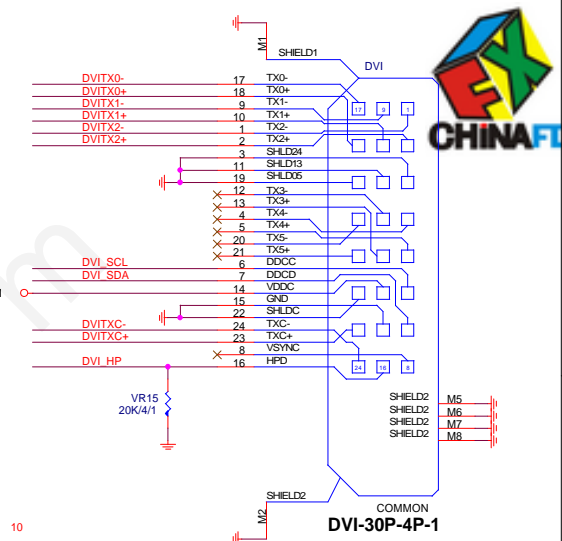 M1
SHIELD1
DVI
DVITX0- 17 TX0-
DVITX0+ 18 TX0+
DVITX1- 9 TX1-
DVITX1+ 10 TX1+
DVITX2- 1 TX2-
DVITX2+ 2 TX2+
3 SHLD24
11 SHLD13
19 SHLD05
12 TX3-
13 TX3+
4 TX4-
5 TX4+
20 TX5-
21 TX5+
DVI_SCL 6 DDCC
DVI_SDA 7 DDCD
14 VDDC
15 GND
22 SHLDC
DVITXC- 24 TXC-
DVITXC+ 23 TXC+
8 VSYNC
DVI_HP 16 HPD
17 9 1
24 16 8
VR15
20K/4/1
SHIELD2 M5
SHIELD2 M6
SHIELD2 M7
SHIELD2 M8
SHIELD2
M2
COMMON
DVI-30P-4P-1
10
FX
CHINAFD
m